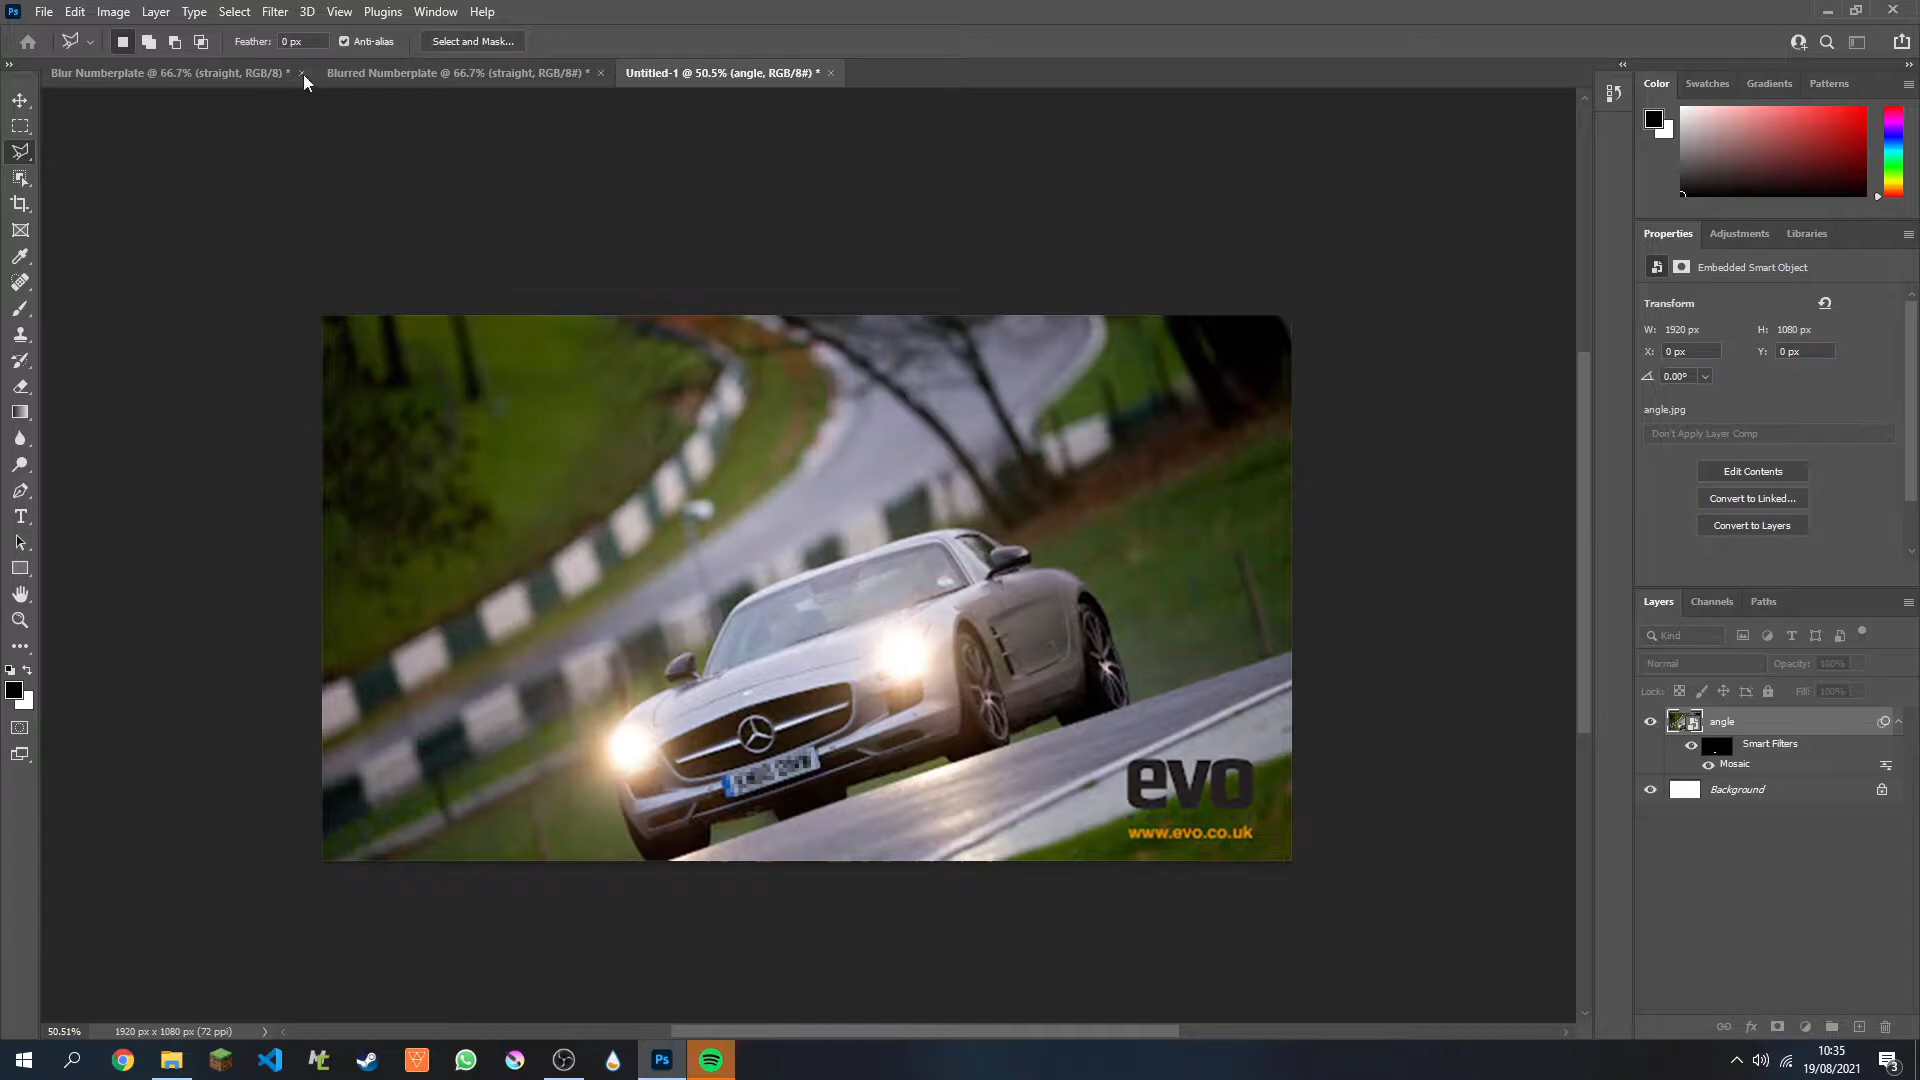 Ps File Edit Image Layer Type Select Filter 3D View Plugins Window Help
Feather: 0 px Anti-alias Select and Mask...
Blur Numberplate @ 66.7% (straight, RGB/8) * × Blurred Numberplate @ 66.7% (straight, RGB/8#) * × Untitled-1 @ 50.5% (angle, RGB/8#) * ×
Color Swatches Gradients Patterns
Properties Adjustments Libraries
Embedded Smart Object
Transform
W: 1920 px H: 1080 px
X: 0 px Y: 0 px
0.00°
angle.jpg
Don't Apply Layer Comp
Edit Contents
Convert to Linked...
Convert to Layers
evo
www.evo.co.uk
Layers Channels Paths
Kind
Normal Opacity: 100%
Lock: Fill: 100%
angle
Smart Filters
Mosaic
Background
50.51% 1920 px x 1080 px (72 ppi)
Ps
10:35
19/08/2021
3